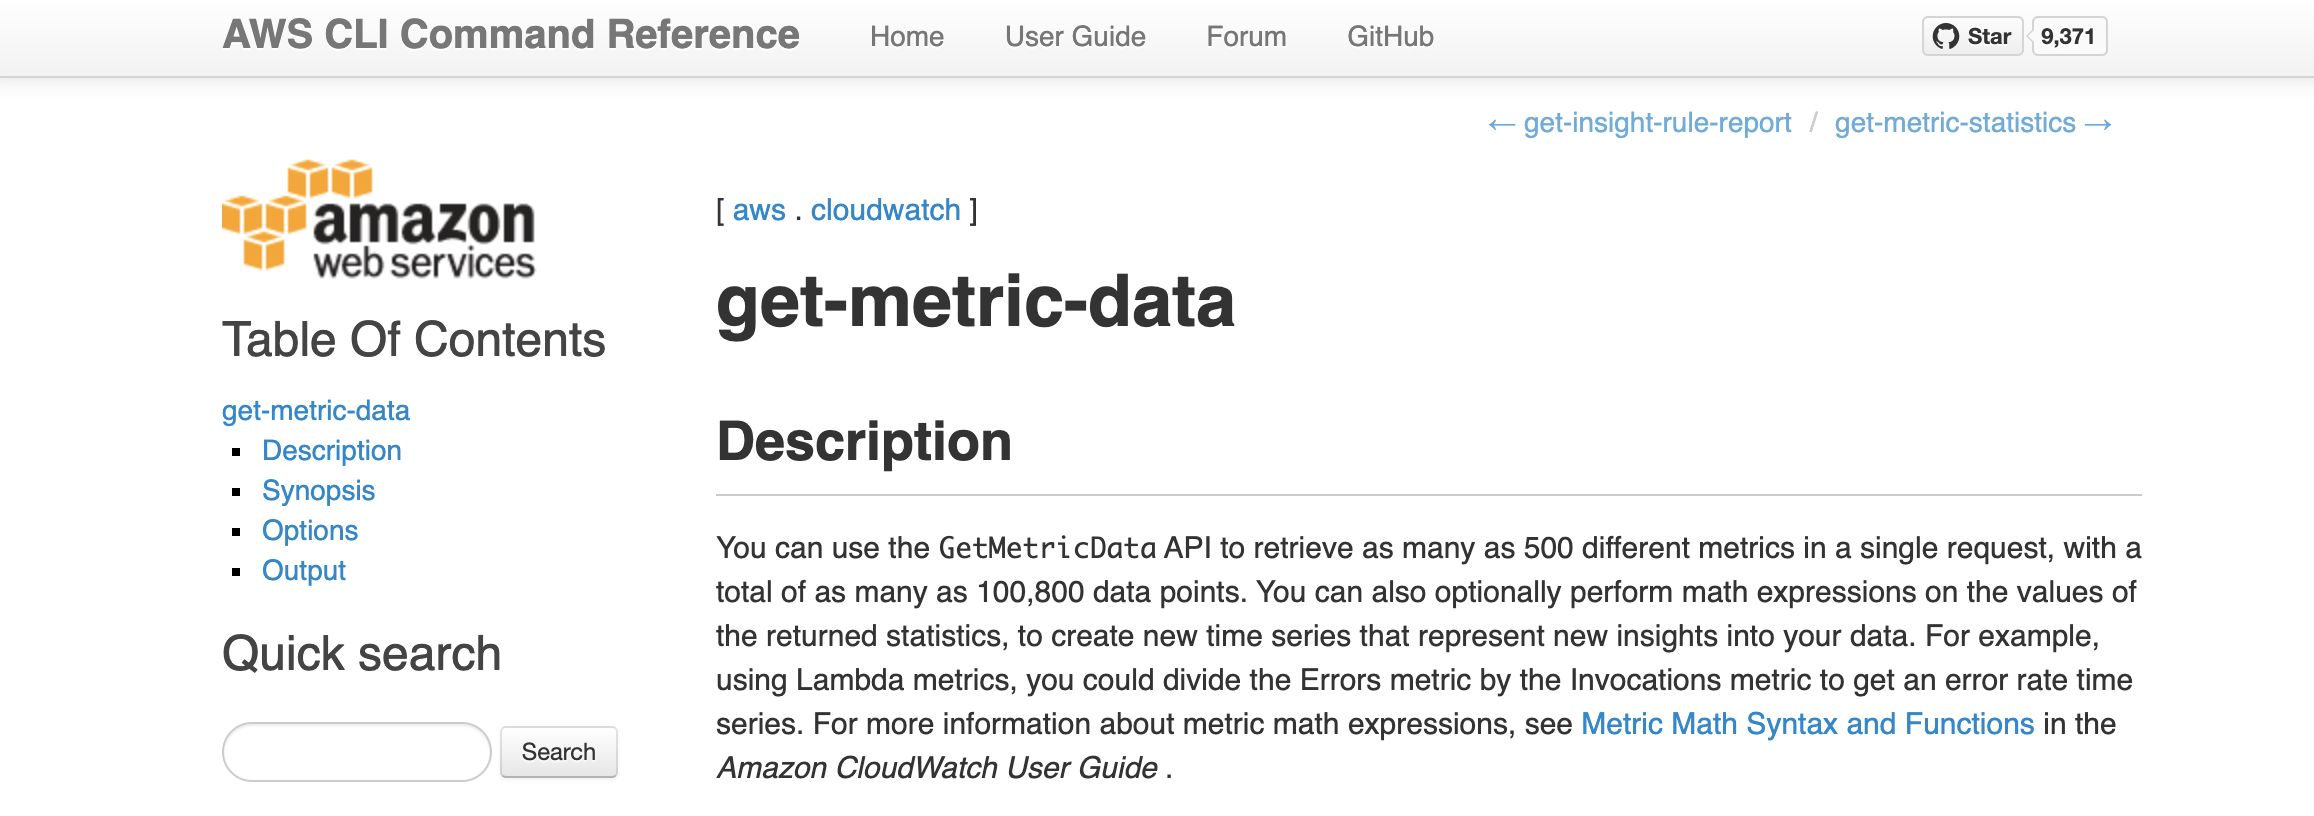 AWS CLI Command Reference Home User Guide Forum GitHub Star 9,371
← get-insight-rule-report / get-metric-statistics →
amazon
web services
Table Of Contents
get-metric-data
Description
Synopsis
Options
Output
Quick search
Search
[ aws . cloudwatch ]
get-metric-data
Description
You can use the GetMetricData API to retrieve as many as 500 different metrics in a single request, with a
total of as many as 100,800 data points. You can also optionally perform math expressions on the values of
the returned statistics, to create new time series that represent new insights into your data. For example,
using Lambda metrics, you could divide the Errors metric by the Invocations metric to get an error rate time
series. For more information about metric math expressions, see Metric Math Syntax and Functions in the
Amazon CloudWatch User Guide .